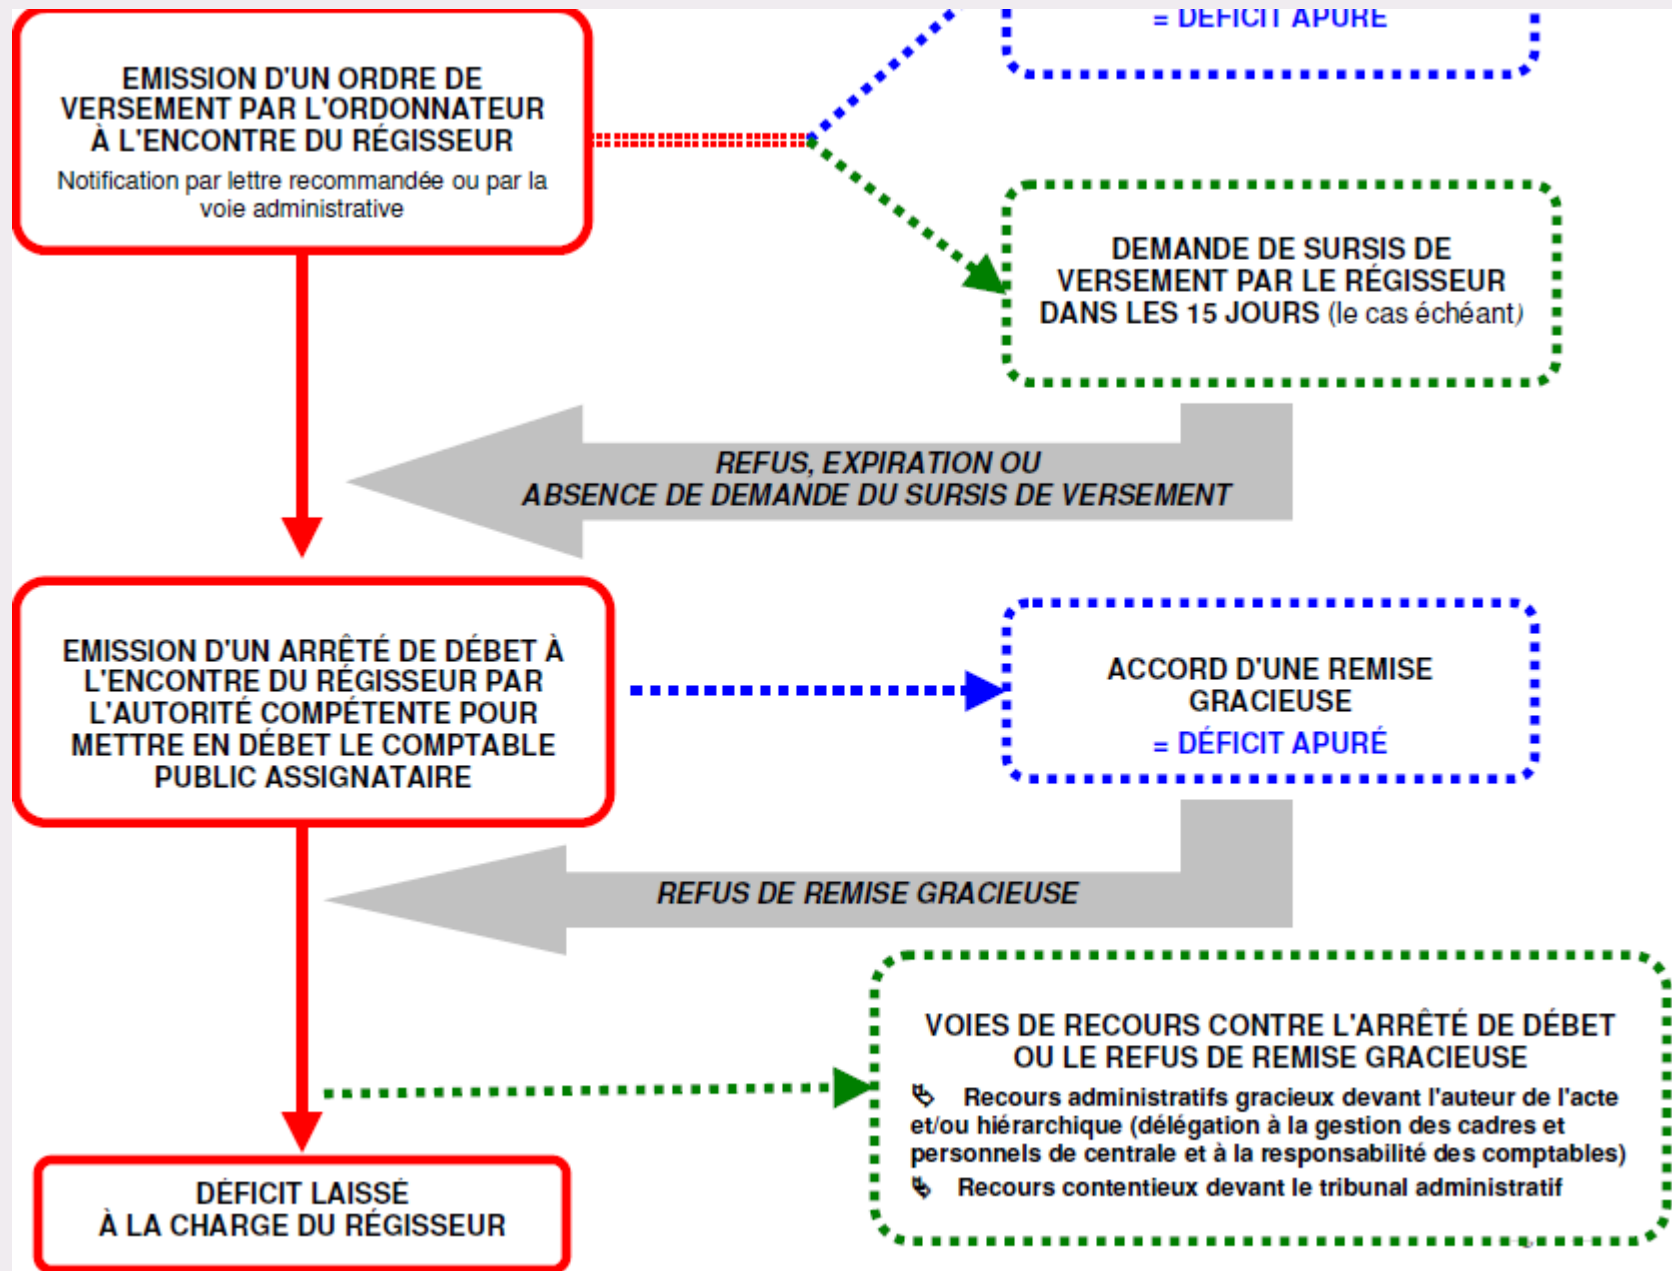 = DÉFICIT APURÉ
EMISSION D'UN ORDRE DE
VERSEMENT PAR L'ORDONNATEUR
À L'ENCONTRE DU RÉGISSEUR
Notification par lettre recommandée ou par la
voie administrative
DEMANDE DE SURSIS DE
VERSEMENT PAR LE RÉGISSEUR
DANS LES 15 JOURS (le cas échéant)
REFUS, EXPIRATION OU
ABSENCE DE DEMANDE DU SURSIS DE VERSEMENT
EMISSION D'UN ARRÊTÉ DE DÉBET À
L'ENCONTRE DU RÉGISSEUR PAR
L'AUTORITÉ COMPÉTENTE POUR
METTRE EN DÉBET LE COMPTABLE
PUBLIC ASSIGNATAIRE
ACCORD D'UNE REMISE
GRACIEUSE
= DÉFICIT APURÉ
REFUS DE REMISE GRACIEUSE
VOIES DE RECOURS CONTRE L'ARRÊTÉ DE DÉBET
OU LE REFUS DE REMISE GRACIEUSE
Recours administratifs gracieux devant l'auteur de l'acte
et/ou hiérarchique (délégation à la gestion des cadres et
personnels de centrale et à la responsabilité des comptables)
Recours contentieux devant le tribunal administratif
DÉFICIT LAISSÉ
À LA CHARGE DU RÉGISSEUR